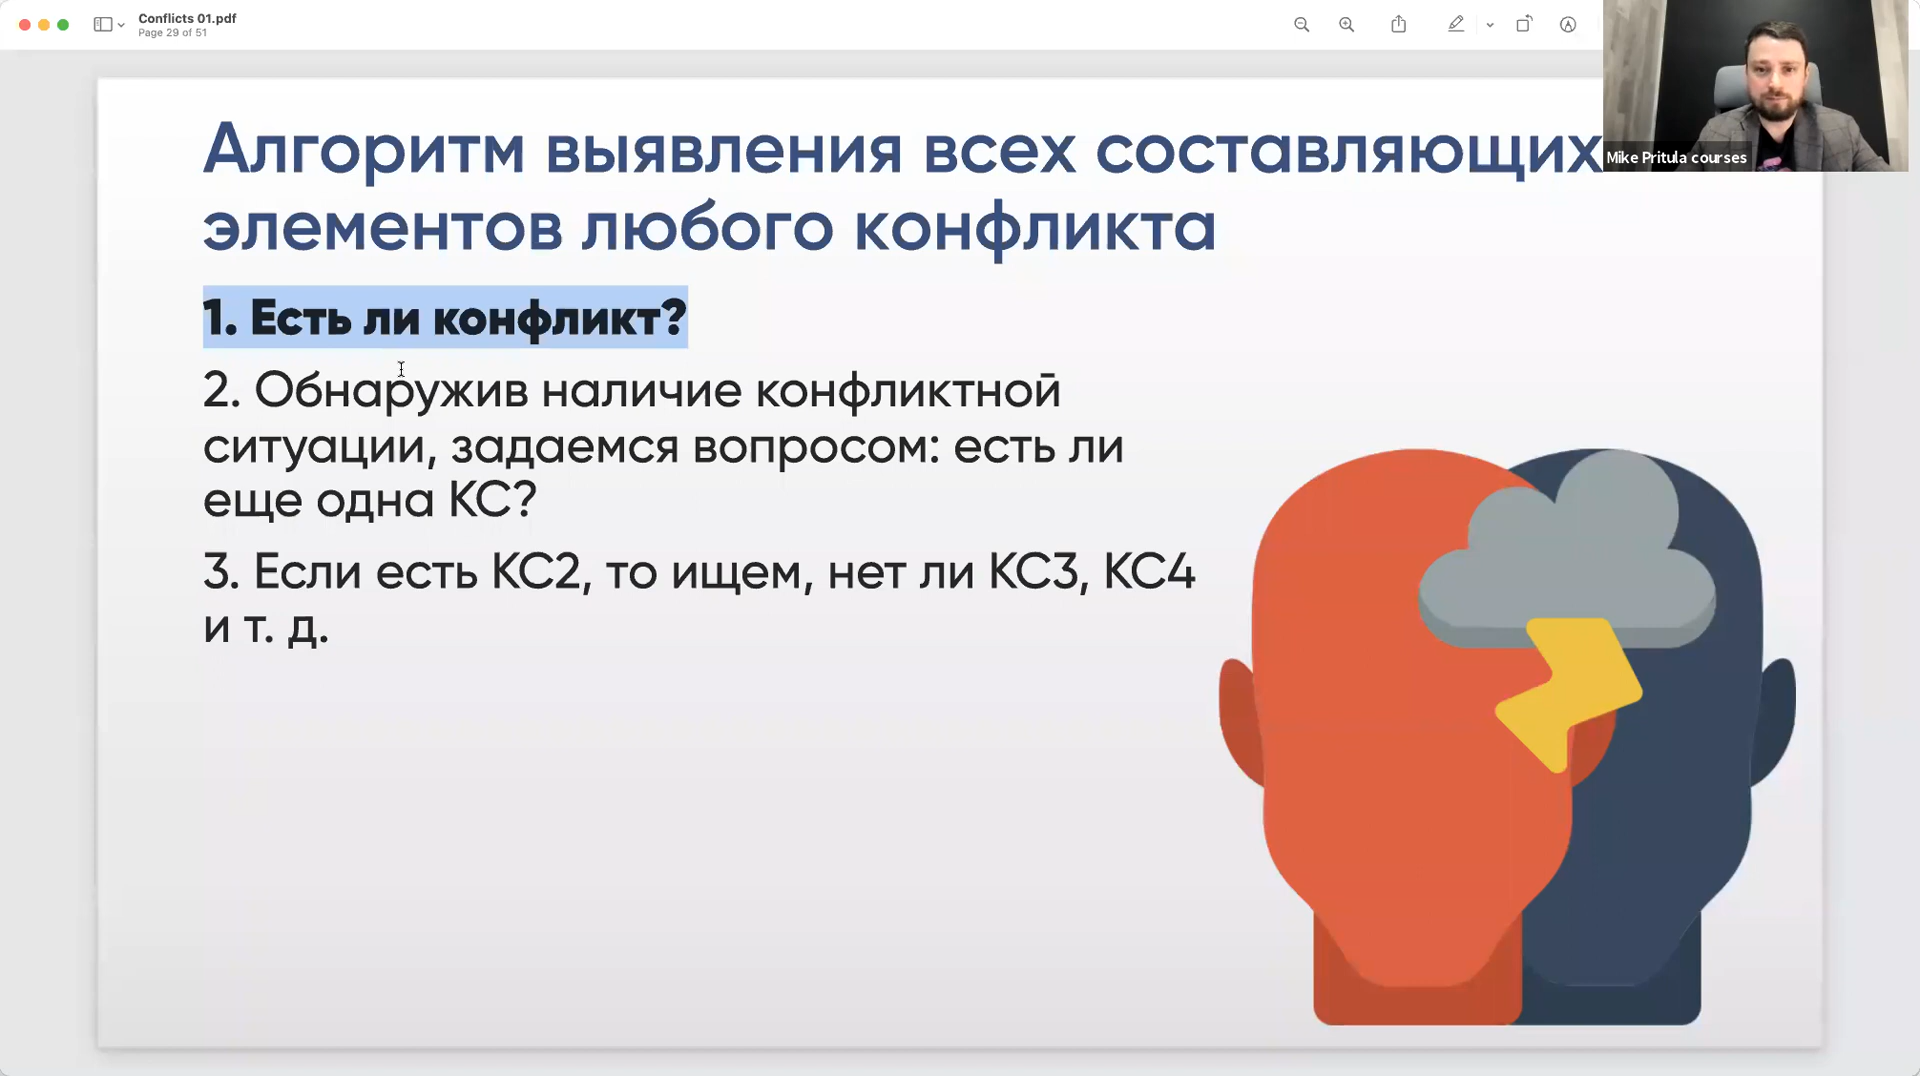 Conflicts 01.pdf
Page 29 of 51
Mike Pritula courses
Алгоритм выявления всех составляющих
элементов любого конфликта
1. Есть ли конфликт?
2. Обнаружив наличие конфликтной
ситуации, задаемся вопросом: есть ли
еще одна КС?
3. Если есть КС2, то ищем, нет ли КС3, КС4
и т. д.